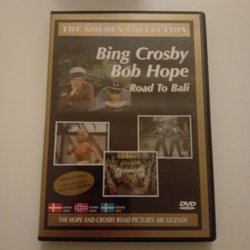 THE GOLDEN COLLECTION
Bing Crosby
Bob Hope
Road To Bali
DVD
THE HOPE AND CROSBY ROAD PICTURES ARE LEGENDS